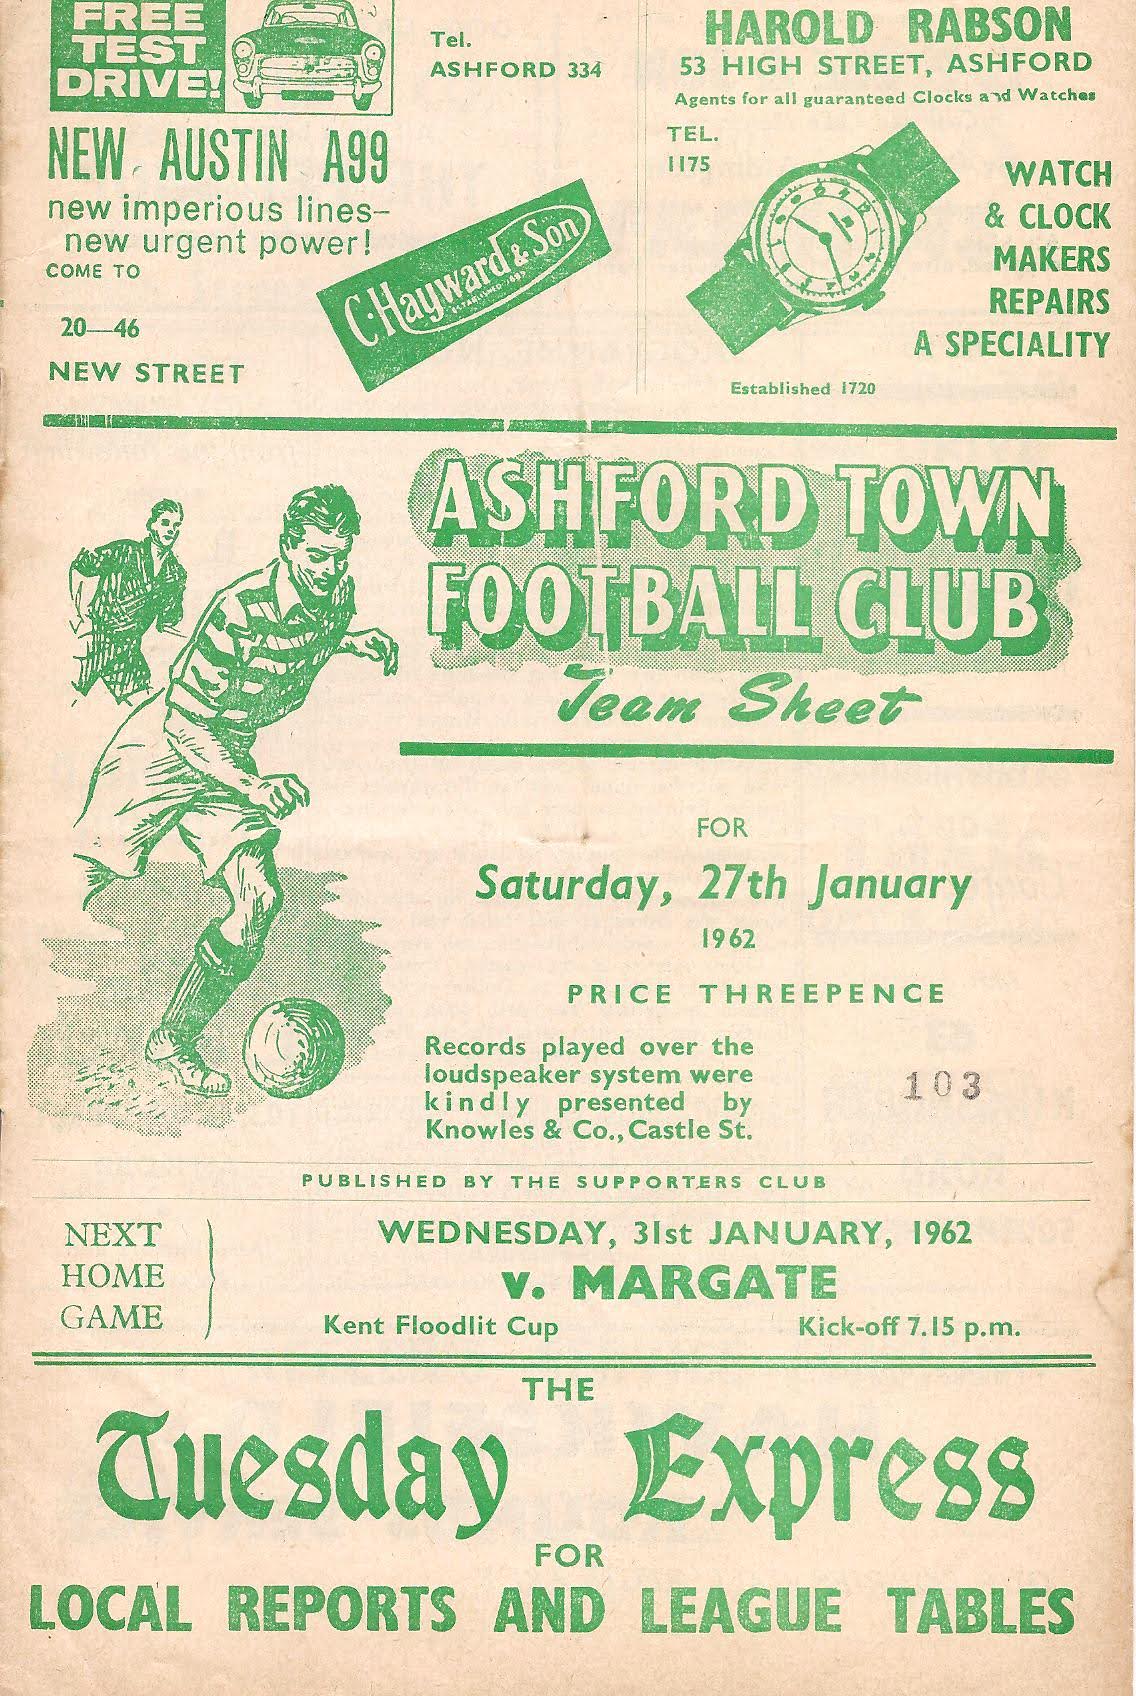 FREE
TEST
DRIVE!
NEW AUSTIN A99
new imperious lines—
new urgent power!
COME TO
20—46
NEW STREET
Tel.
ASHFORD 334
C. Hayward & Son
ESTABLISHED
HAROLD RABSON
53 HIGH STREET, ASHFORD
Agents for all guaranteed Clocks and Watches
TEL.
1175
WATCH
& CLOCK
MAKERS
REPAIRS
A SPECIALITY
Established 1720
ASHFORD TOWN
FOOTBALL CLUB
Team Sheet
FOR
Saturday, 27th January
1962
PRICE THREEPENCE
Records played over the
loudspeaker system were
kindly presented by
Knowles & Co., Castle St.
103
PUBLISHED BY THE SUPPORTERS CLUB
NEXT
HOME
GAME
WEDNESDAY, 31st JANUARY, 1962
v. MARGATE
Kent Floodlit Cup
Kick-off 7.15 p.m.
THE
Tuesday Express
FOR
LOCAL REPORTS AND LEAGUE TABLES